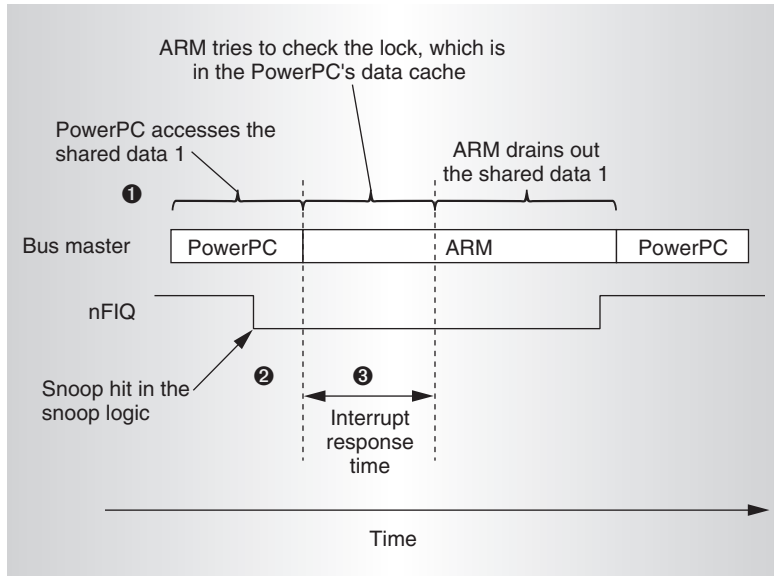 ARM tries to check the lock, which is
in the PowerPC's data cache
PowerPC accesses the
shared data 1
ARM drains out
the shared data 1
❶
Bus master
PowerPC
ARM
PowerPC
nFIQ
❷
❸
Snoop hit in the
snoop logic
Interrupt
response
time
Time